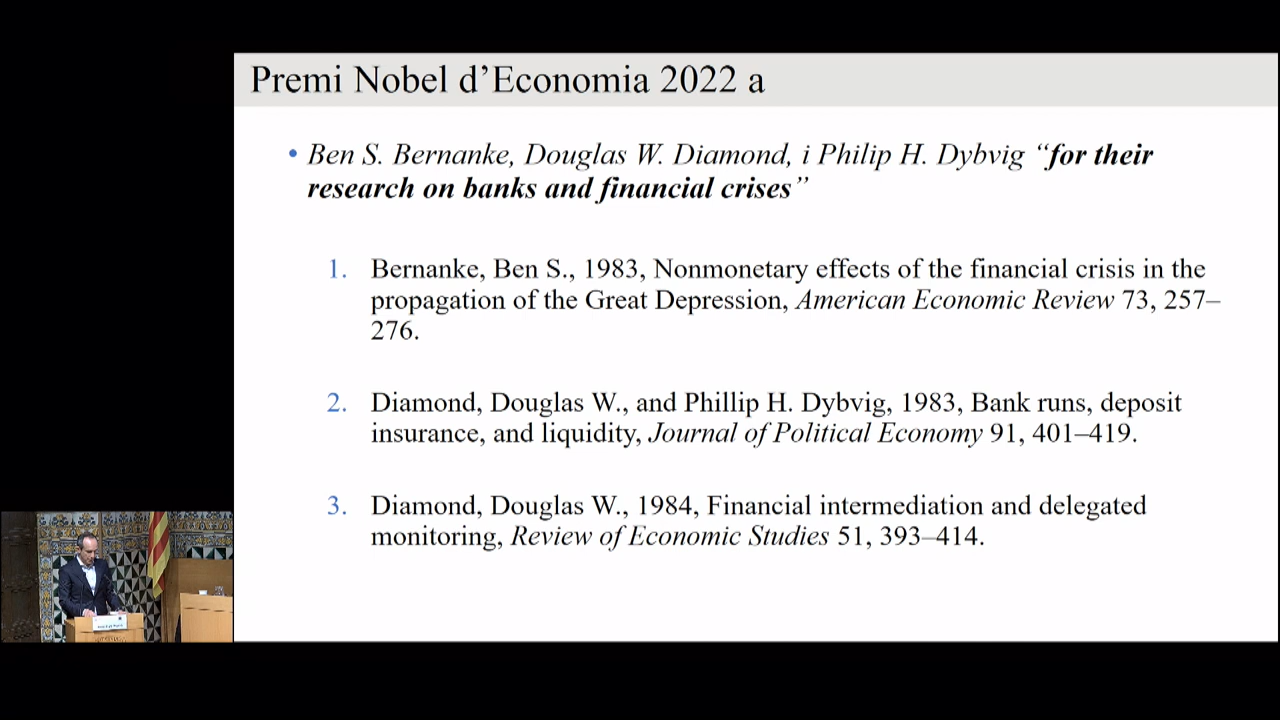 Premi Nobel d’Economia 2022 a
• Ben S. Bernanke, Douglas W. Diamond, i Philip H. Dybvig “for their
research on banks and financial crises”
1. Bernanke, Ben S., 1983, Nonmonetary effects of the financial crisis in the
propagation of the Great Depression, American Economic Review 73, 257–
276.
2. Diamond, Douglas W., and Phillip H. Dybvig, 1983, Bank runs, deposit
insurance, and liquidity, Journal of Political Economy 91, 401–419.
3. Diamond, Douglas W., 1984, Financial intermediation and delegated
monitoring, Review of Economic Studies 51, 393–414.